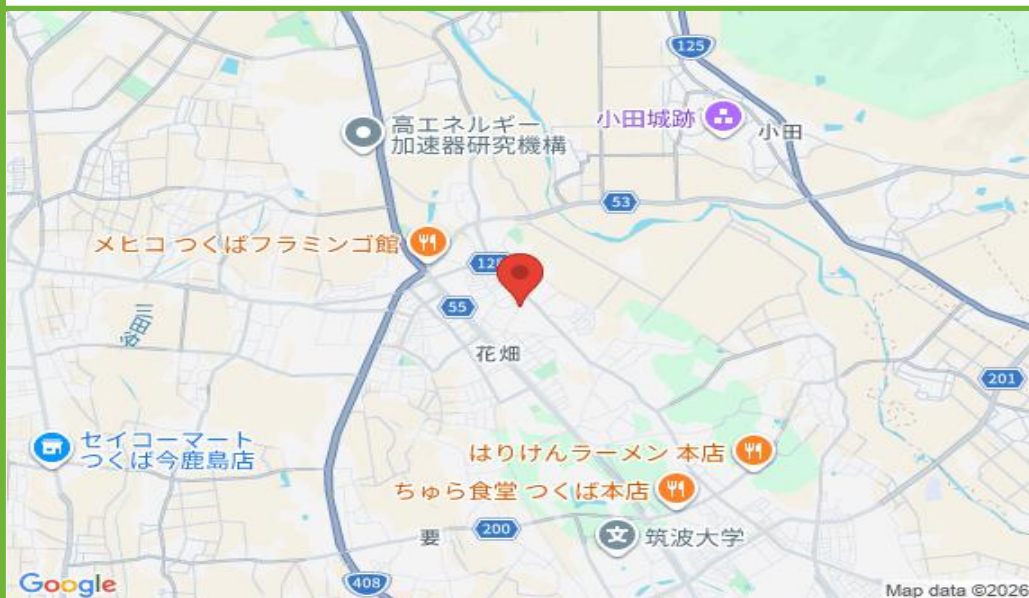 125
小田城跡
小田
高エネルギー
加速器研究機構
53
メヒコ つくばフラミンゴ館
55
花畑
201
セイコーマート
つくば今鹿島店
はりけんラーメン 本店
ちゅら食堂 つくば本店
200
要
筑波大学
408
Google
Map data ©2026